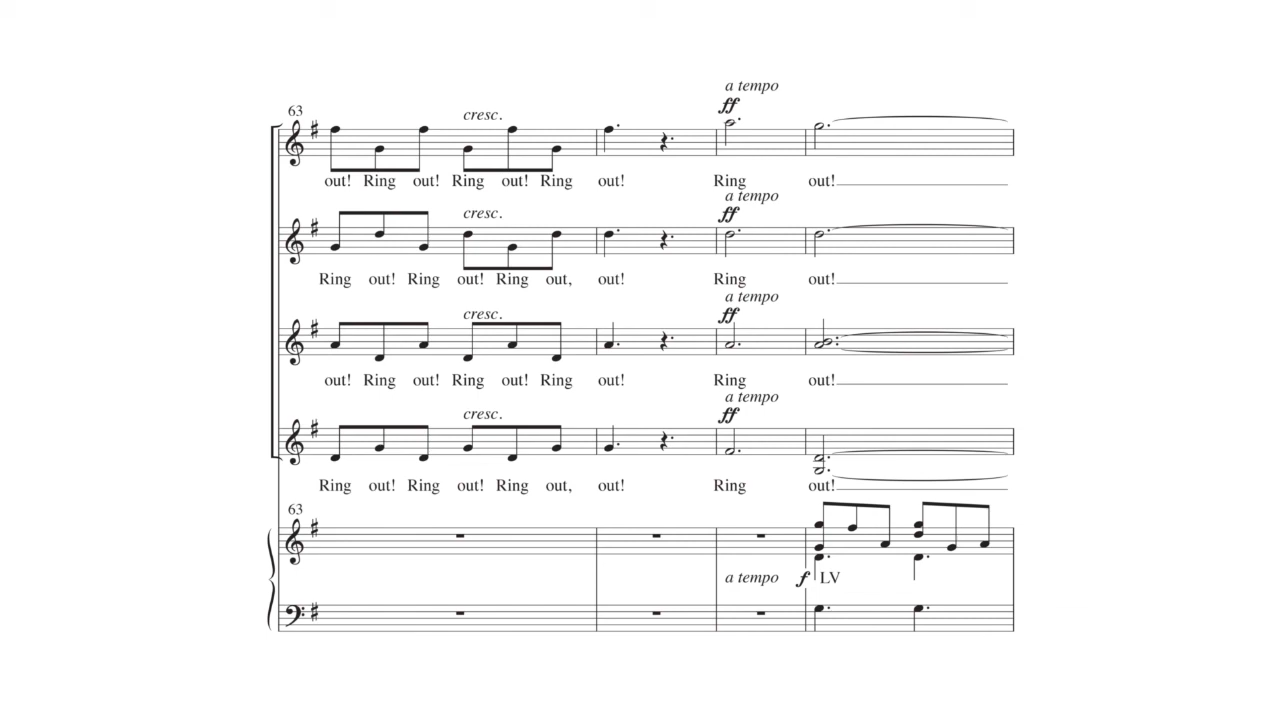 a tempo
ff
63
cresc.
out! Ring out! Ring out! Ring out! Ring out!
a tempo
ff
cresc.
Ring out! Ring out! Ring out, out! Ring out!
a tempo
ff
cresc.
out! Ring out! Ring out! Ring out! Ring out!
a tempo
ff
cresc.
Ring out! Ring out! Ring out, out! Ring out!
63
a tempo f LV